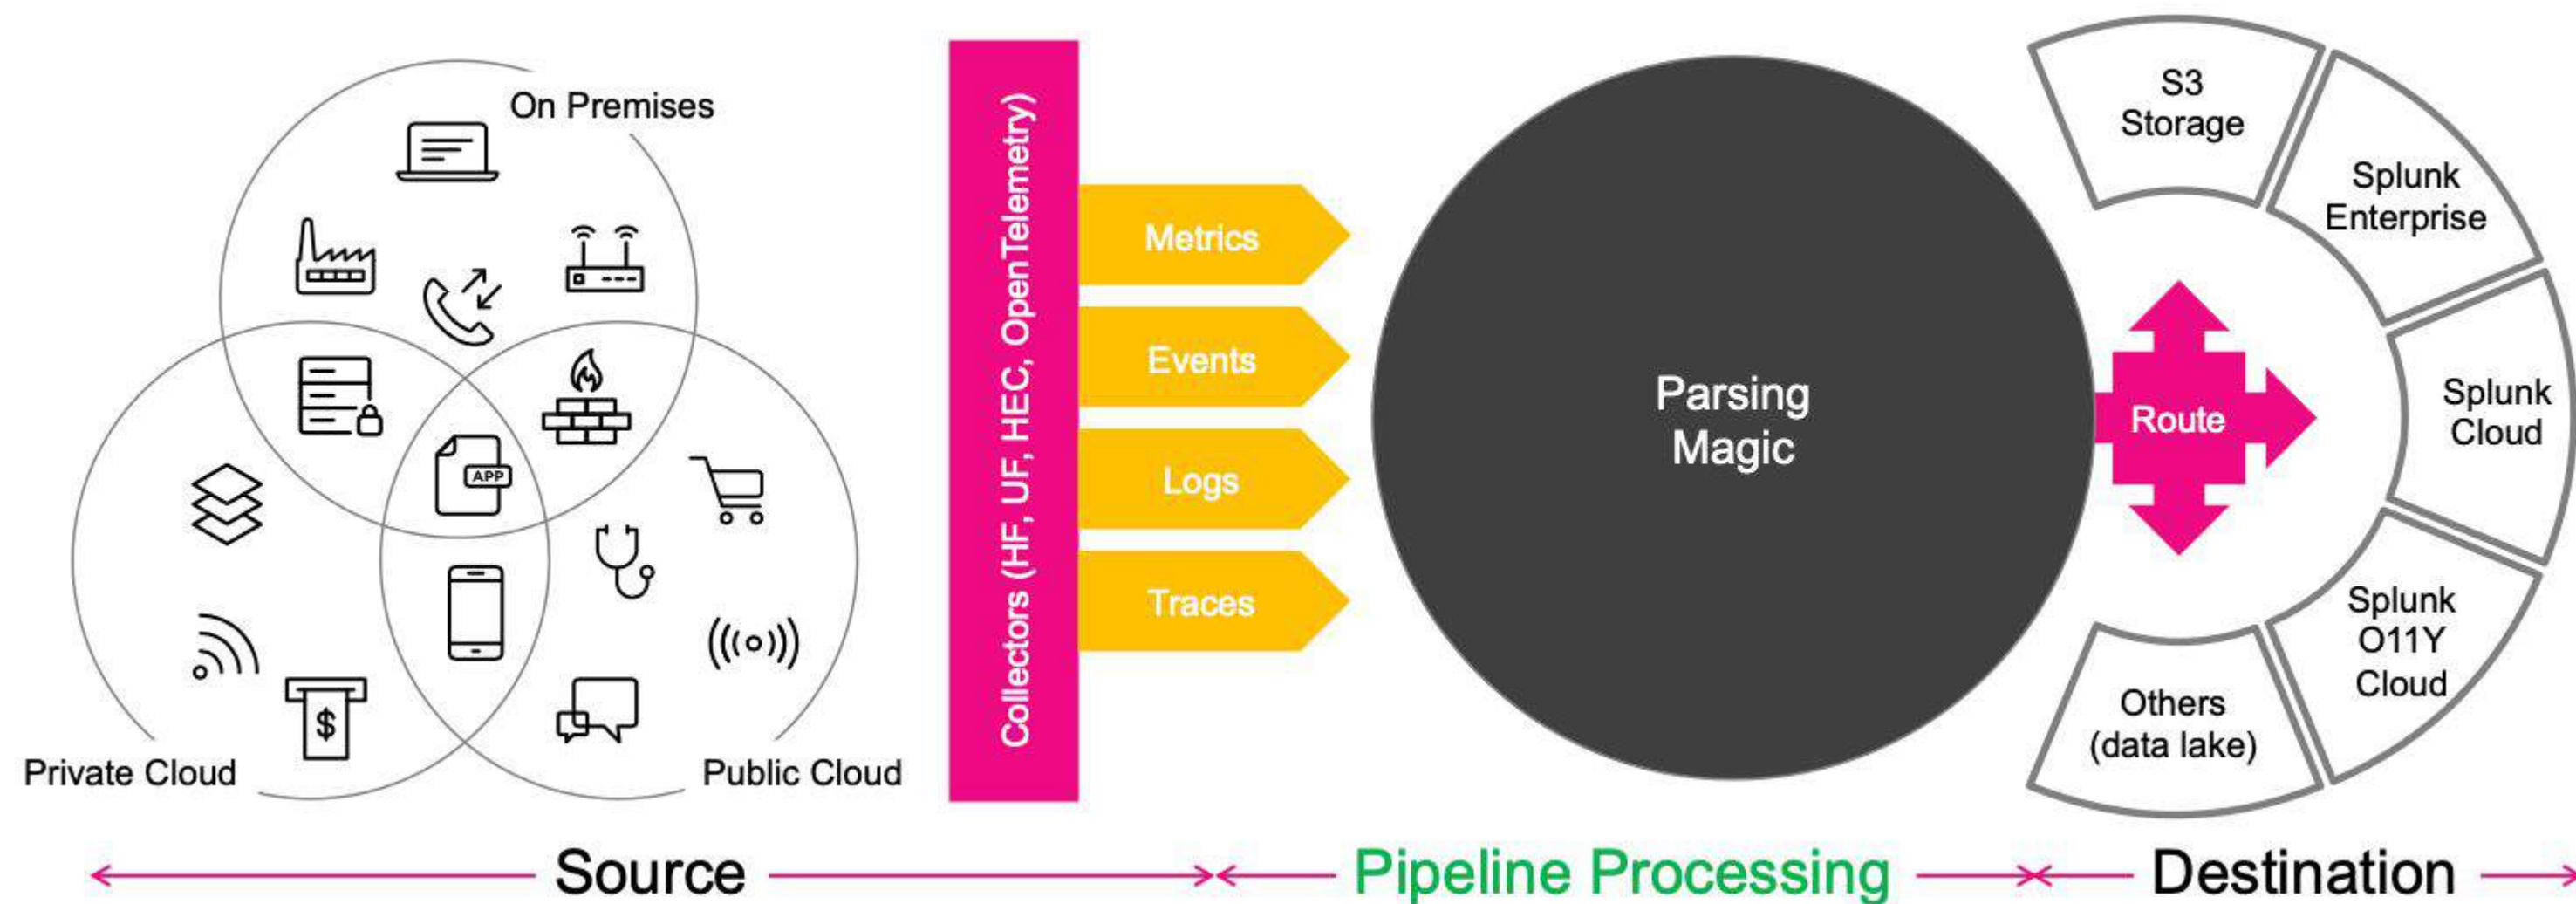 On Premises
APP
$
Private Cloud
Public Cloud
Collectors (HF, UF, HEC, OpenTelemetry)
Metrics
Events
Logs
Traces
Parsing
Magic
Route
S3
Storage
Splunk
Enterprise
Splunk
Cloud
Splunk
O11Y
Cloud
Others
(data lake)
Source
Pipeline Processing
Destination